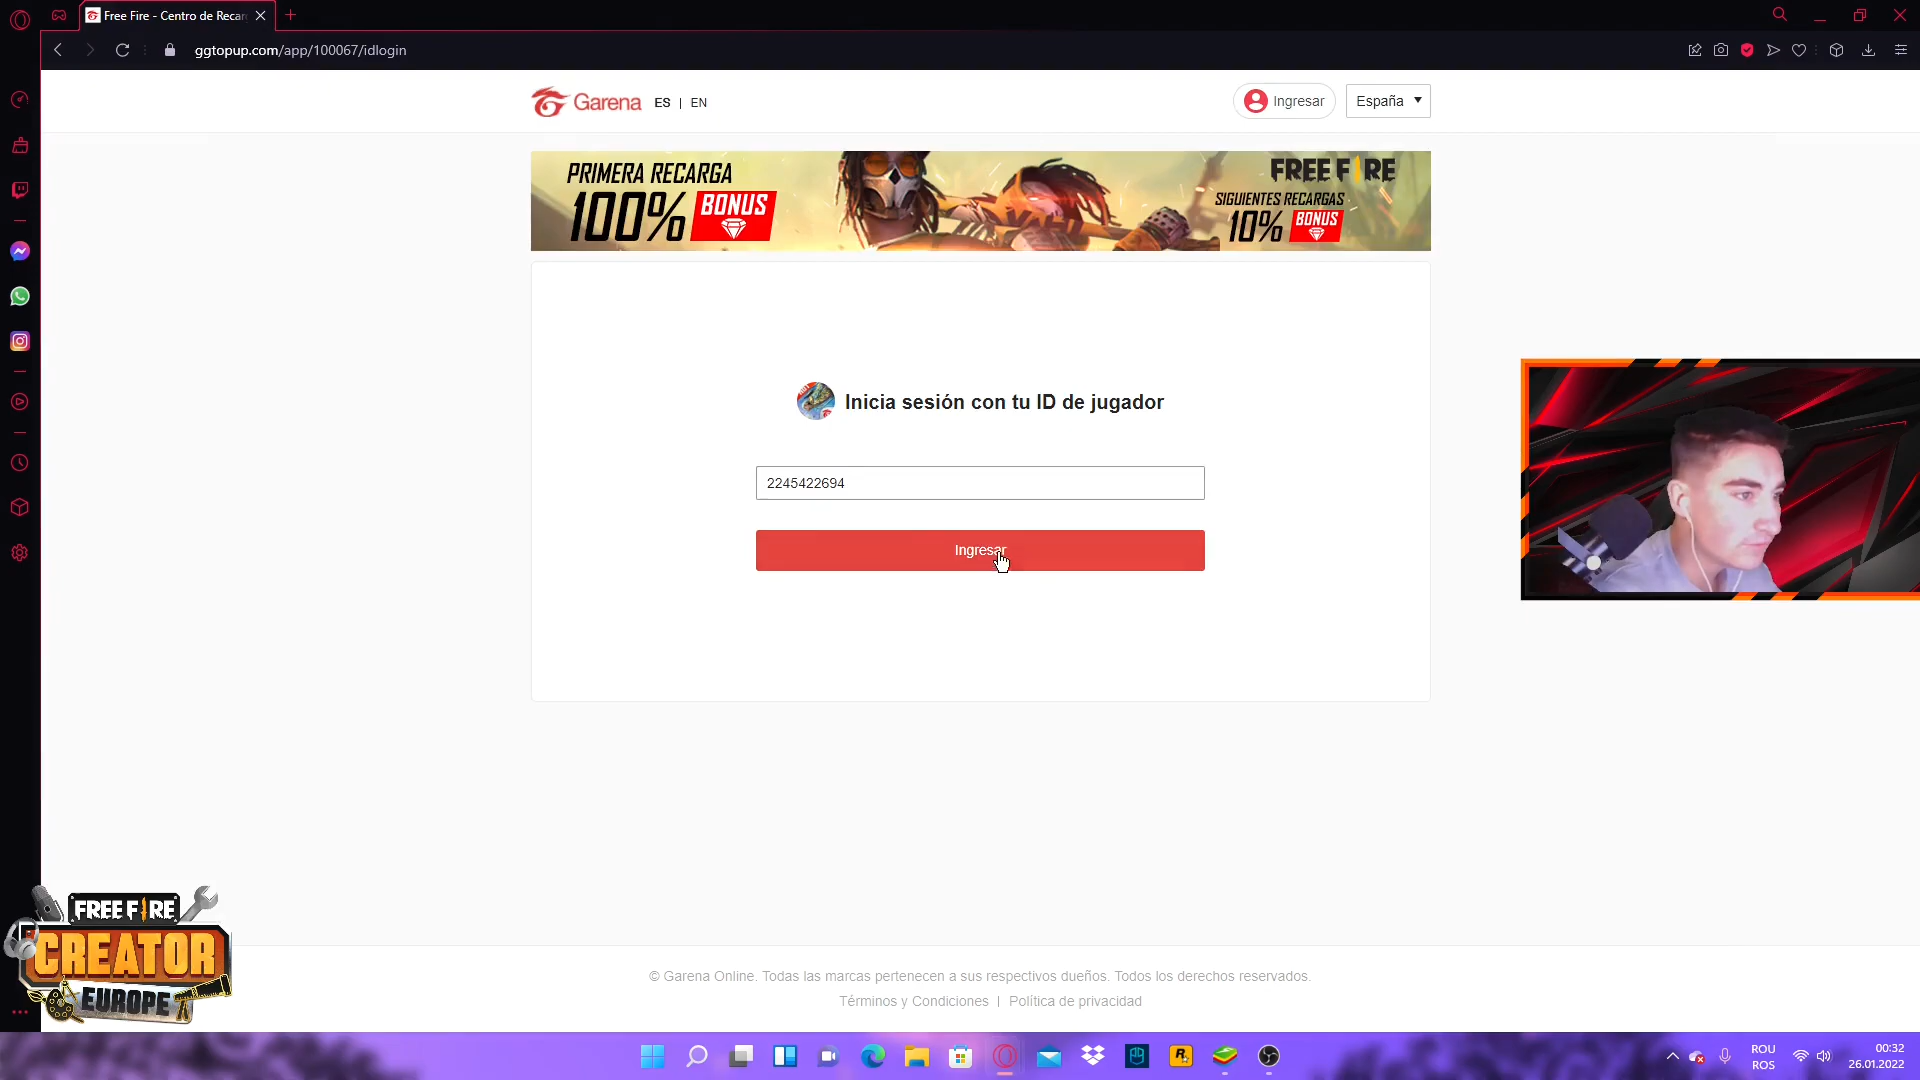 Free Fire - Centro de Recar
ggtopup.com/app/100067/idlogin
Garena
ES | EN
Ingresar
España
PRIMERA RECARGA
100% BONUS
FREE FIRE
SIGUIENTES RECARGAS
10% BONUS
Inicia sesión con tu ID de jugador
2245422694
Ingresar
FREE FIRE
CREATOR
EUROPE
© Garena Online. Todas las marcas pertenecen a sus respectivos dueños. Todos los derechos reservados.
Términos y Condiciones | Política de privacidad
ROU
ROS
00:32
26.01.2022